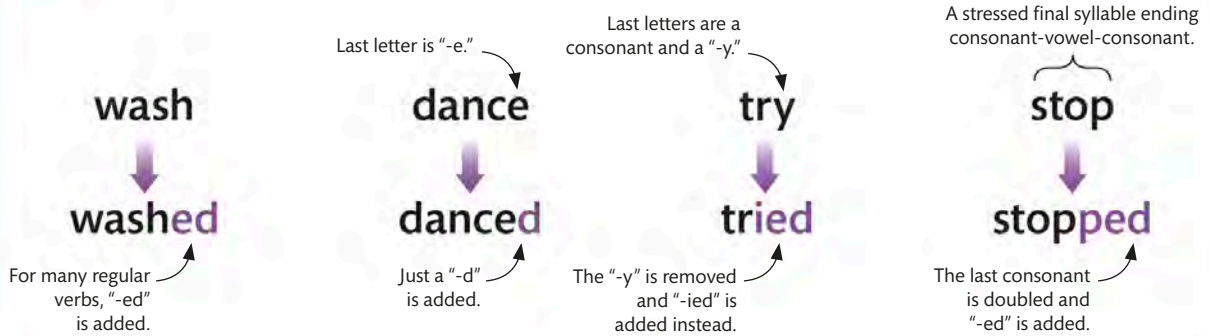 wash
washed
For many regular
verbs, "-ed"
is added.
Last letter is "-e."
dance
danced
Just a "-d"
is added.
Last letters are a
consonant and a "-y."
try
tried
The "-y" is removed
and "-ied" is
added instead.
A stressed final syllable ending
consonant-vowel-consonant.
stop
stopped
The last consonant
is doubled and
"-ed" is added.